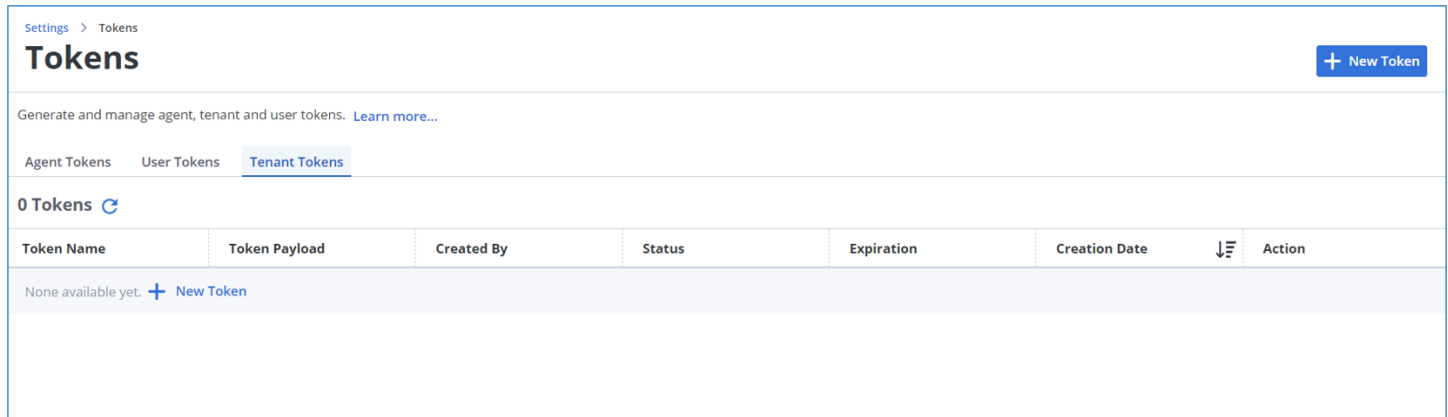 Settings > Tokens
Tokens
New Token
Generate and manage agent, tenant and user tokens. Learn more...
Agent Tokens User Tokens Tenant Tokens
0 Tokens
Token Name Token Payload Created By Status Expiration Creation Date Action
None available yet. New Token